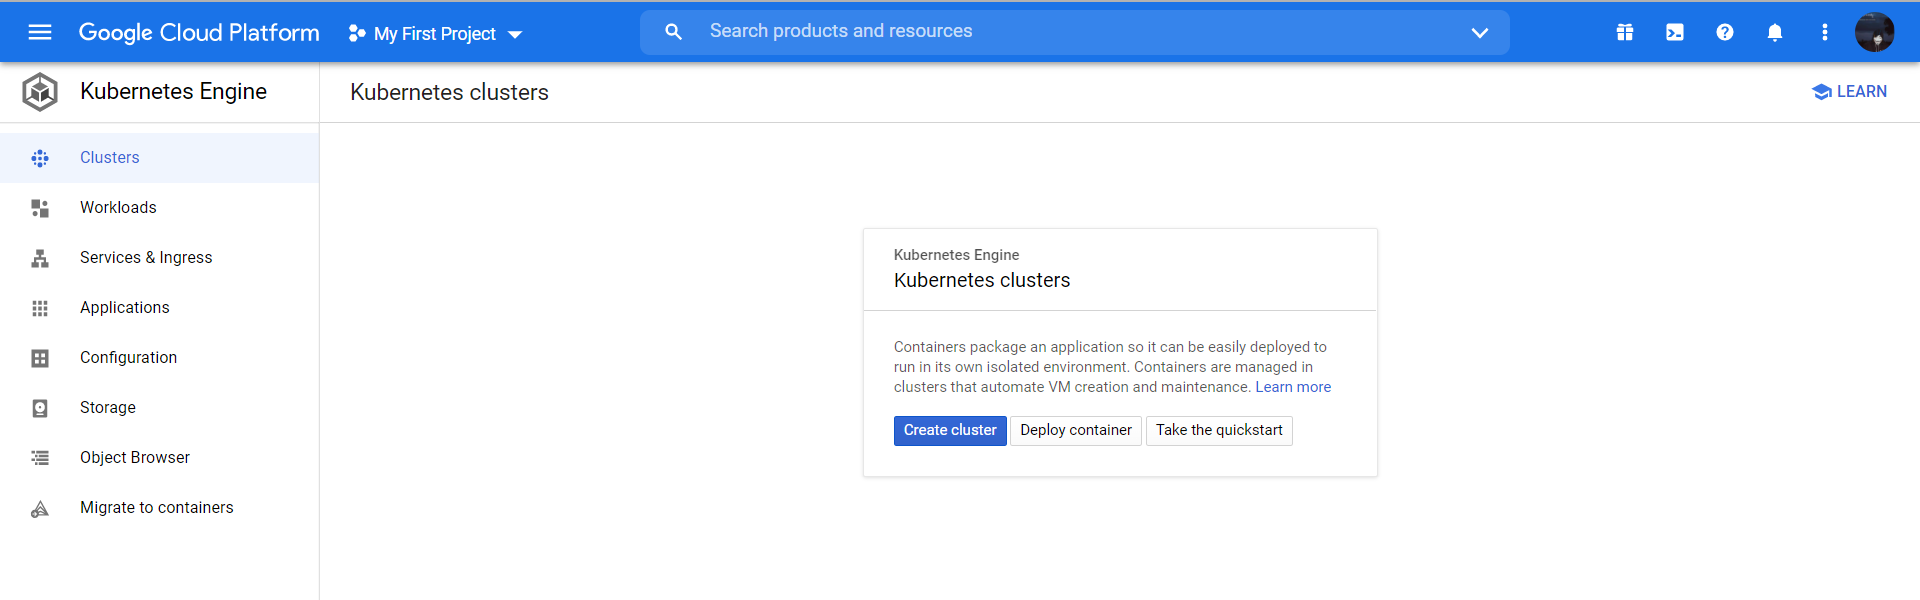 Google Cloud Platform My First Project Search products and resources
Kubernetes Engine Kubernetes clusters LEARN
Clusters
Workloads
Services & Ingress
Applications
Configuration
Storage
Object Browser
Migrate to containers
Kubernetes Engine
Kubernetes clusters
Containers package an application so it can be easily deployed to
run in its own isolated environment. Containers are managed in
clusters that automate VM creation and maintenance. Learn more
Create cluster Deploy container Take the quickstart